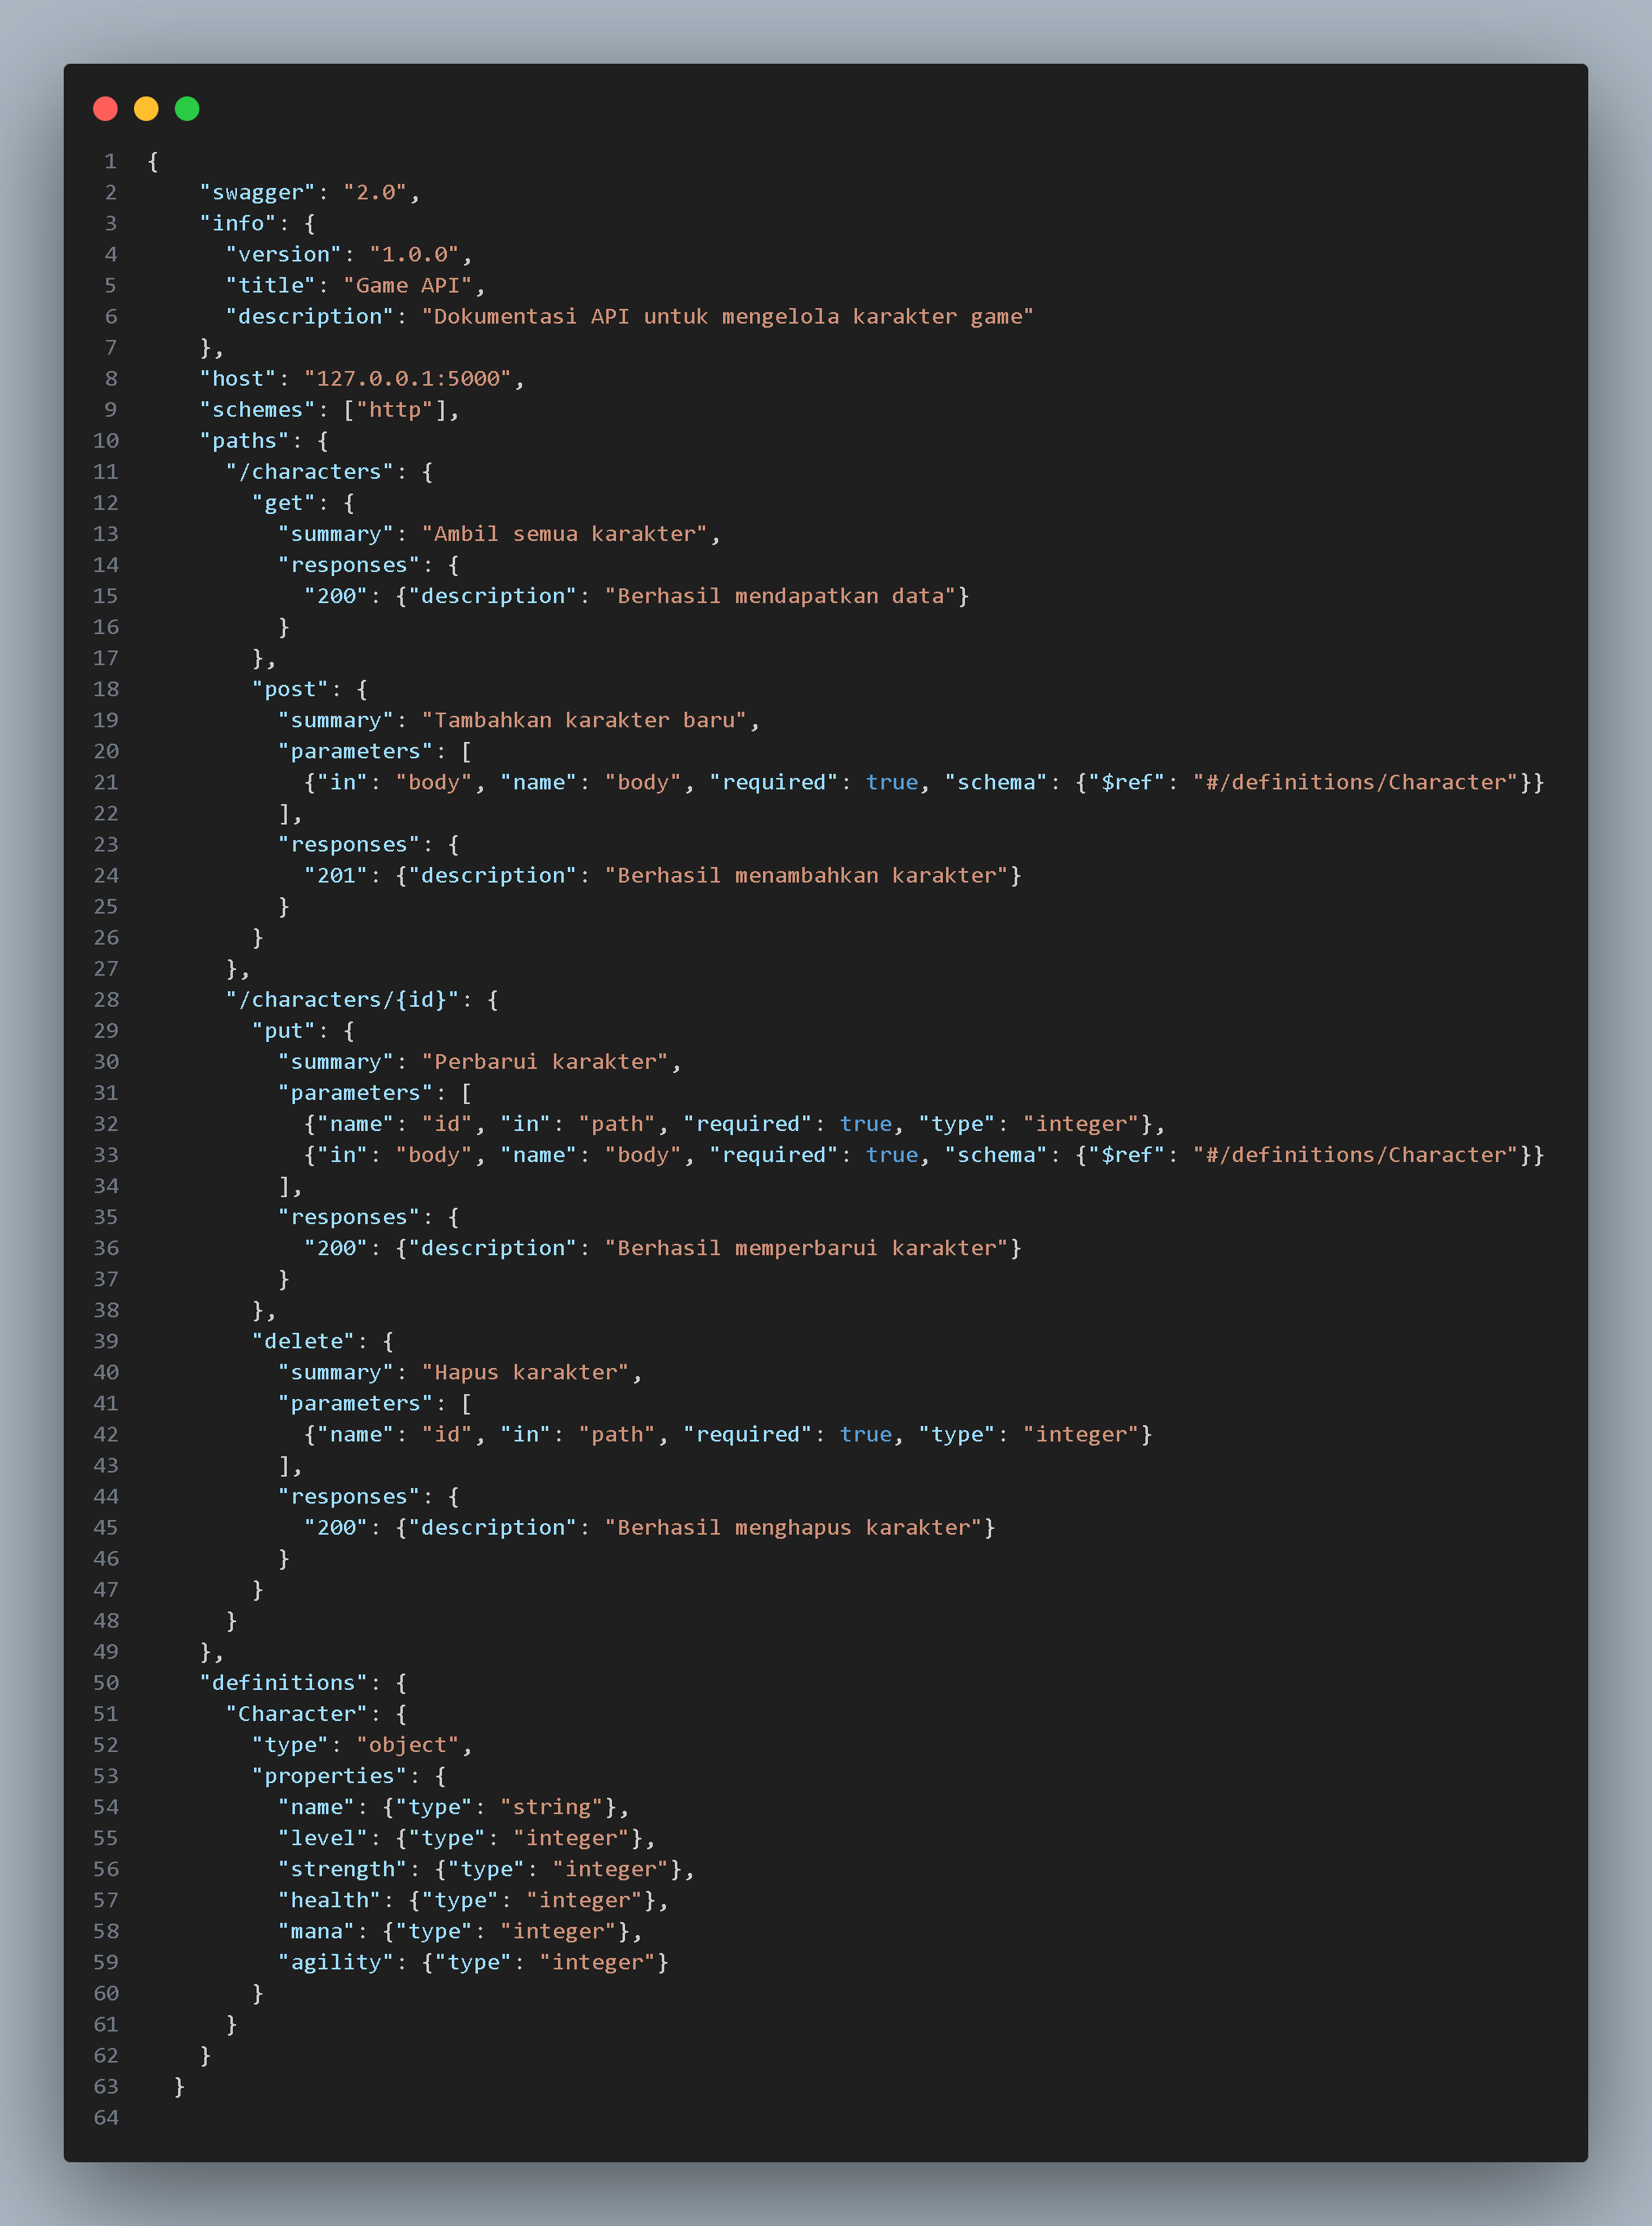 1 {
2     "swagger": "2.0",
3     "info": {
4       "version": "1.0.0",
5       "title": "Game API",
6       "description": "Dokumentasi API untuk mengelola karakter game"
7     },
8     "host": "127.0.0.1:5000",
9     "schemes": ["http"],
10     "paths": {
11       "/characters": {
12         "get": {
13           "summary": "Ambil semua karakter",
14           "responses": {
15             "200": {"description": "Berhasil mendapatkan data"}
16           }
17         },
18         "post": {
19           "summary": "Tambahkan karakter baru",
20           "parameters": [
21             {"in": "body", "name": "body", "required": true, "schema": {"$ref": "#/definitions/Character"}}
22           ],
23           "responses": {
24             "201": {"description": "Berhasil menambahkan karakter"}
25           }
26         }
27       },
28       "/characters/{id}": {
29         "put": {
30           "summary": "Perbarui karakter",
31           "parameters": [
32             {"name": "id", "in": "path", "required": true, "type": "integer"},
33             {"in": "body", "name": "body", "required": true, "schema": {"$ref": "#/definitions/Character"}}
34           ],
35           "responses": {
36             "200": {"description": "Berhasil memperbarui karakter"}
37           }
38         },
39         "delete": {
40           "summary": "Hapus karakter",
41           "parameters": [
42             {"name": "id", "in": "path", "required": true, "type": "integer"}
43           ],
44           "responses": {
45             "200": {"description": "Berhasil menghapus karakter"}
46           }
47         }
48       }
49     },
50     "definitions": {
51       "Character": {
52         "type": "object",
53         "properties": {
54           "name": {"type": "string"},
55           "level": {"type": "integer"},
56           "strength": {"type": "integer"},
57           "health": {"type": "integer"},
58           "mana": {"type": "integer"},
59           "agility": {"type": "integer"}
60         }
61       }
62     }
63   }
64